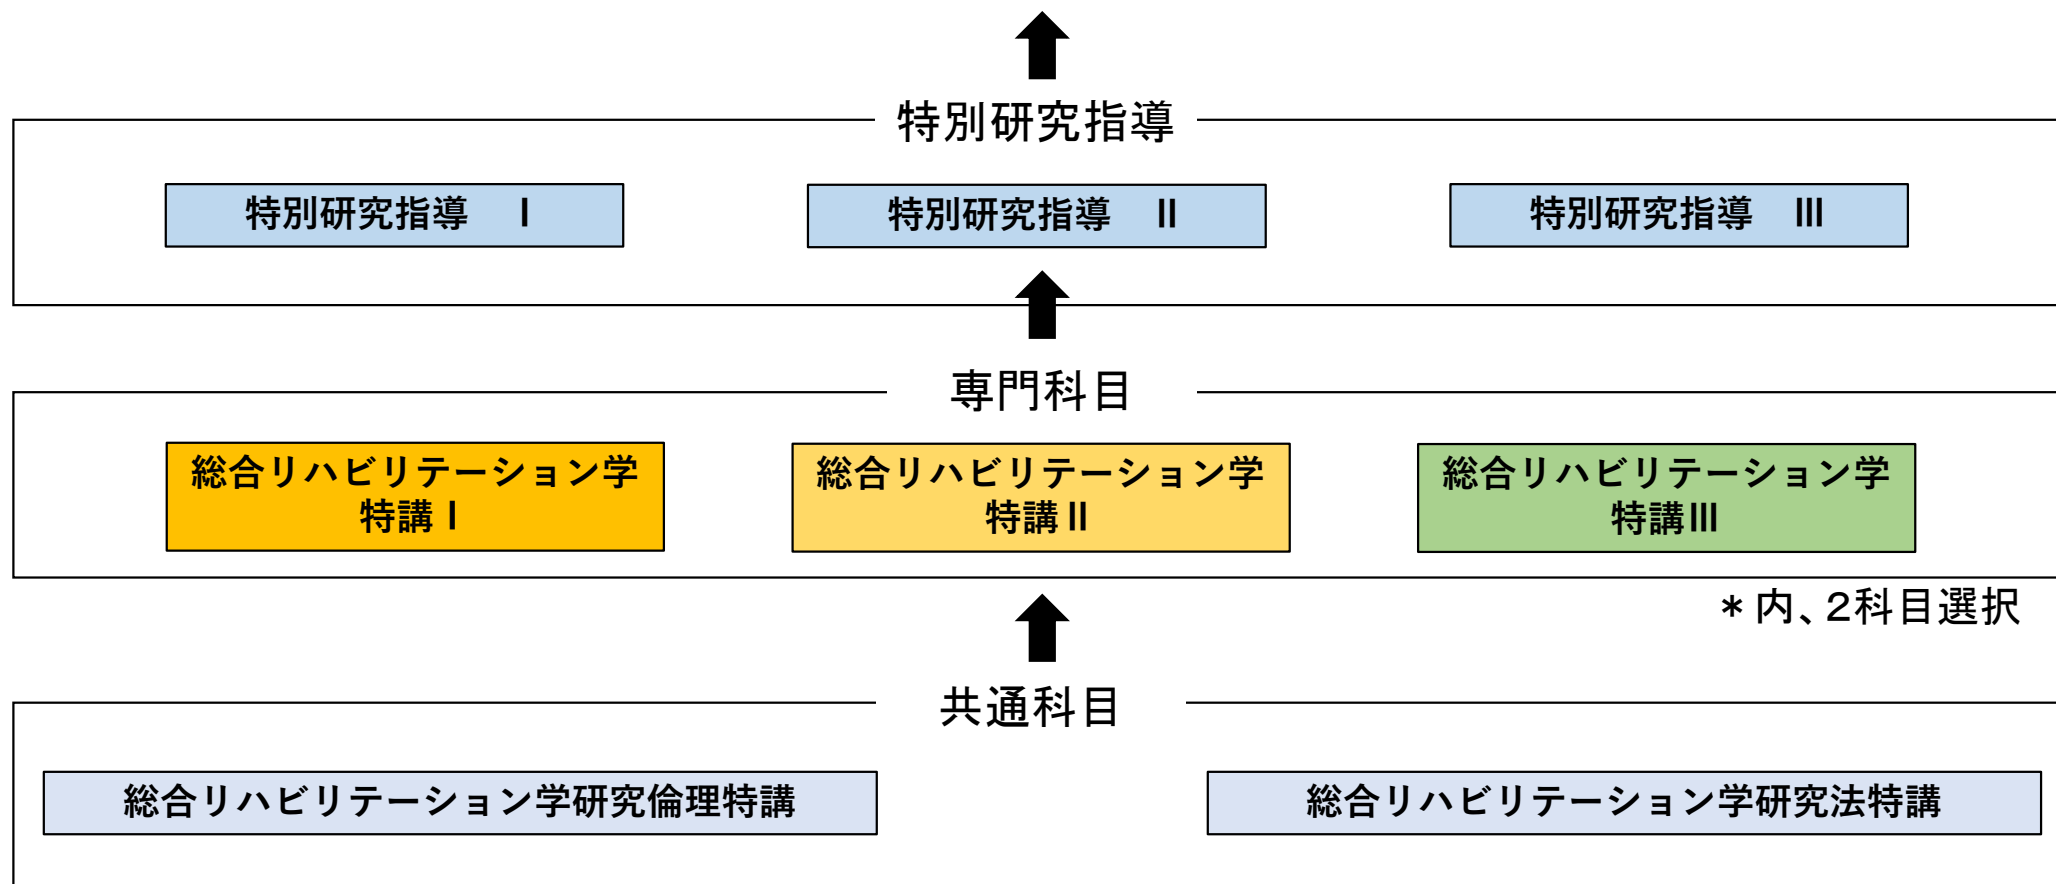 特別研究指導
特別研究指導　Ⅰ
特別研究指導　Ⅱ
特別研究指導　Ⅲ
専門科目
総合リハビリテーション学
特講Ⅰ
総合リハビリテーション学
特講Ⅱ
総合リハビリテーション学
特講Ⅲ
＊内、2科目選択
共通科目
総合リハビリテーション学研究倫理特講
総合リハビリテーション学研究法特講